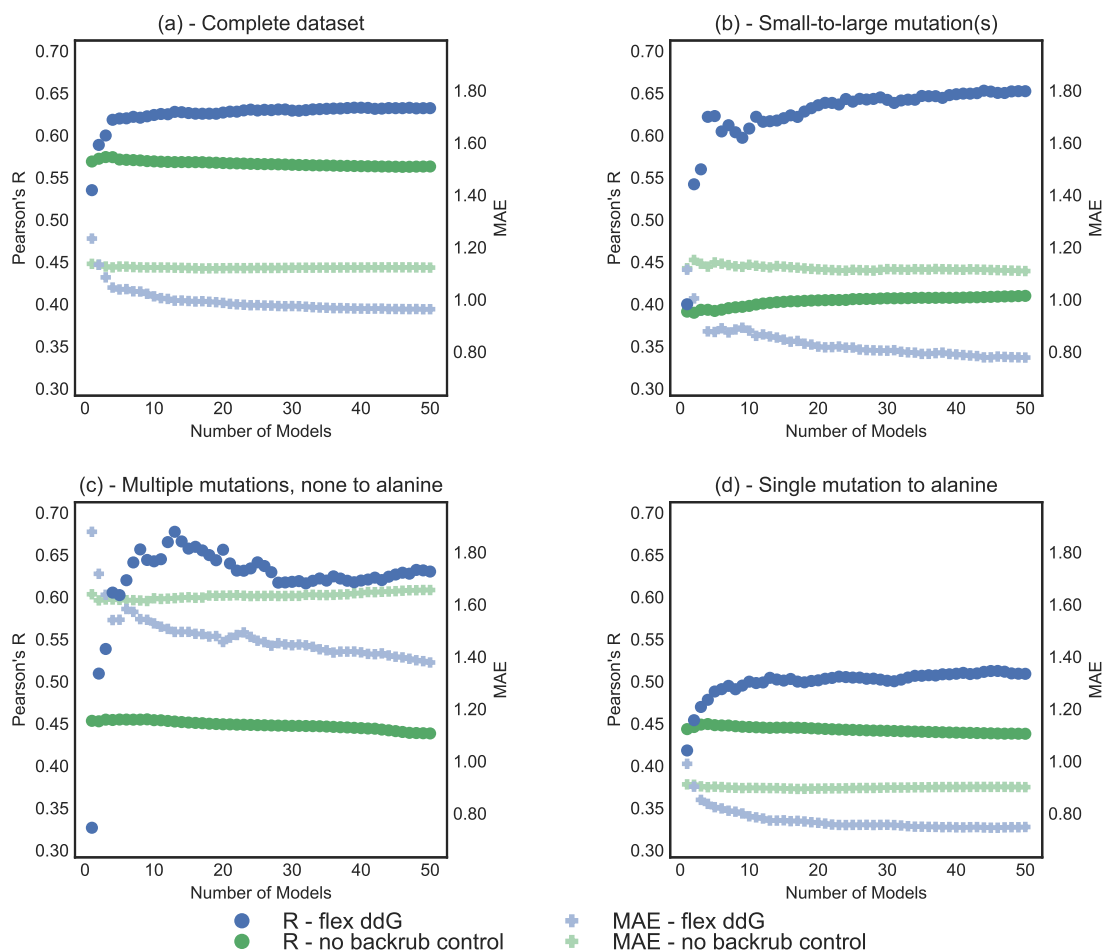 (a) - Complete dataset
0.70
0.65
0.60
0.55
0.50
0.45
0.40
0.35
0.30
Pearson's R
1.80
1.60
1.40
1.20
1.00
0.80
MAE
0 10 20 30 40 50
Number of Models
(b) - Small-to-large mutation(s)
0.70
0.65
0.60
0.55
0.50
0.45
0.40
0.35
0.30
Pearson's R
1.80
1.60
1.40
1.20
1.00
0.80
MAE
0 10 20 30 40 50
Number of Models
(c) - Multiple mutations, none to alanine
0.70
0.65
0.60
0.55
0.50
0.45
0.40
0.35
0.30
Pearson's R
1.80
1.60
1.40
1.20
1.00
0.80
MAE
0 10 20 30 40 50
Number of Models
(d) - Single mutation to alanine
0.70
0.65
0.60
0.55
0.50
0.45
0.40
0.35
0.30
Pearson's R
1.80
1.60
1.40
1.20
1.00
0.80
MAE
0 10 20 30 40 50
Number of Models
R - flex ddG
R - no backrub control
MAE - flex ddG
MAE - no backrub control